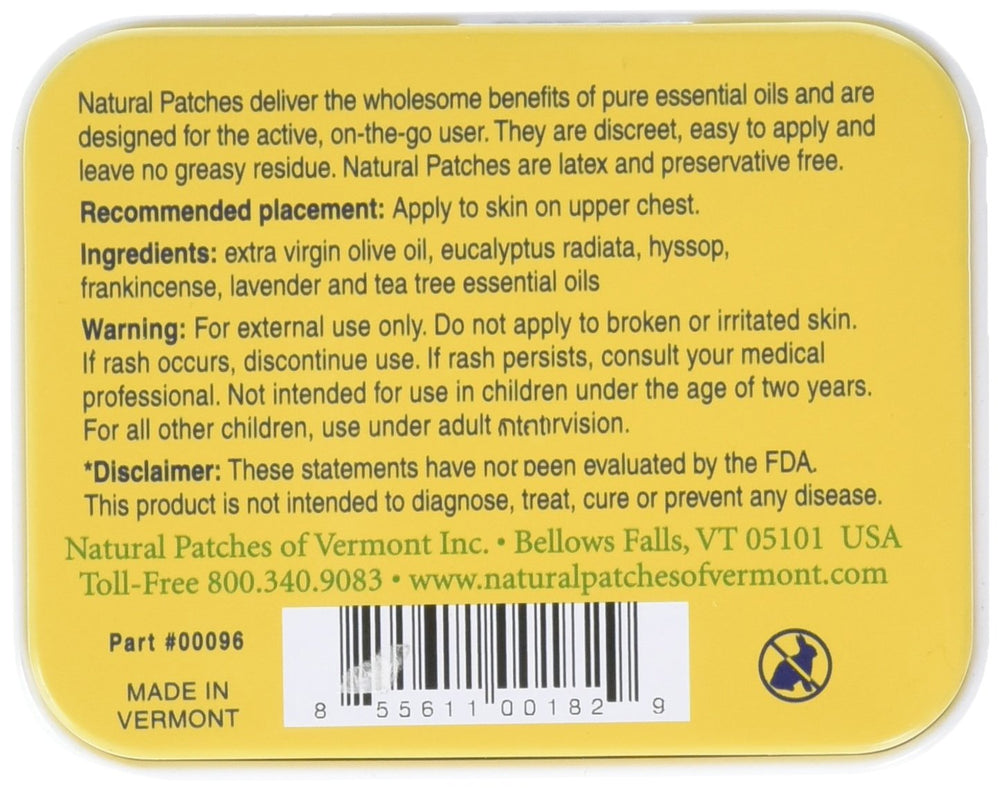 Natural Patches deliver the wholesome benefits of pure essential oils and are
designed for the active, on-the-go user. They are discreet, easy to apply and
leave no greasy residue. Natural Patches are latex and preservative free.
Recommended placement: Apply to skin on upper chest.
Ingredients: extra virgin olive oil, eucalyptus radiata, hyssop,
frankincense, lavender and tea tree essential oils
Warning: For external use only. Do not apply to broken or irritated skin.
If rash occurs, discontinue use. If rash persists, consult your medical
professional. Not intended for use in children under the age of two years.
For all other children, use under adult
*Disclaimer: These statements have not been evaluated by the FDA.
This product is not intended to diagnose, treat, cure or prevent any disease.
Natural Patches of Vermont Inc. • Bellows Falls, VT 05101 USA
Toll-Free 800.340.9083 • www.naturalpatchesofvermont.com
Part #00096
MADE IN
VERMONT
8 55611 00182 9